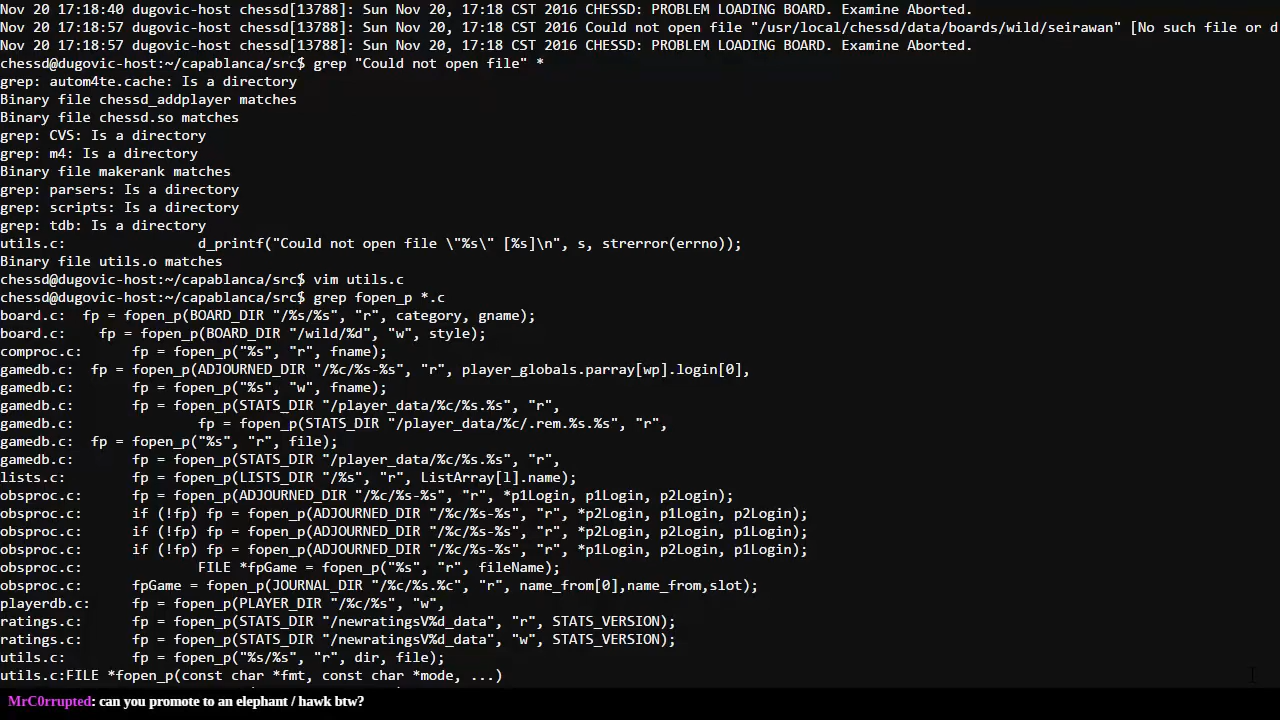 Nov 20 17:18:40 dugovic-host chessd[13788]: Sun Nov 20, 17:18 CST 2016 CHESSD: PROBLEM LOADING BOARD. Examine Aborted.
Nov 20 17:18:57 dugovic-host chessd[13788]: Sun Nov 20, 17:18 CST 2016 Could not open file "/usr/local/chessd/data/boards/wild/seirawan" [No such file or d
Nov 20 17:18:57 dugovic-host chessd[13788]: Sun Nov 20, 17:18 CST 2016 CHESSD: PROBLEM LOADING BOARD. Examine Aborted.
chessd@dugovic-host:~/capablanca/src$ grep "Could not open file" *
grep: autom4te.cache: Is a directory
Binary file chessd_addplayer matches
Binary file chessd.so matches
grep: CVS: Is a directory
grep: m4: Is a directory
Binary file makerank matches
grep: parsers: Is a directory
grep: scripts: Is a directory
grep: tdb: Is a directory
utils.c:                d_printf("Could not open file \"%s\" [%s]\n", s, strerror(errno));
Binary file utils.o matches
chessd@dugovic-host:~/capablanca/src$ vim utils.c
chessd@dugovic-host:~/capablanca/src$ grep fopen_p *.c
board.c:  fp = fopen_p(BOARD_DIR "/%s/%s", "r", category, gname);
board.c:    fp = fopen_p(BOARD_DIR "/wild/%d", "w", style);
comproc.c:      fp = fopen_p("%s", "r", fname);
gamedb.c:  fp = fopen_p(ADJOURNED_DIR "/%c/%s-%s", "r", player_globals.parray[wp].login[0],
gamedb.c:       fp = fopen_p("%s", "w", fname);
gamedb.c:       fp = fopen_p(STATS_DIR "/player_data/%c/%s.%s", "r",
gamedb.c:               fp = fopen_p(STATS_DIR "/player_data/%c/.rem.%s.%s", "r",
gamedb.c:  fp = fopen_p("%s", "r", file);
gamedb.c:       fp = fopen_p(STATS_DIR "/player_data/%c/%s.%s", "r",
lists.c:        fp = fopen_p(LISTS_DIR "/%s", "r", ListArray[l].name);
obsproc.c:      fp = fopen_p(ADJOURNED_DIR "/%c/%s-%s", "r", *p1Login, p1Login, p2Login);
obsproc.c:      if (!fp) fp = fopen_p(ADJOURNED_DIR "/%c/%s-%s", "r", *p2Login, p1Login, p2Login);
obsproc.c:      if (!fp) fp = fopen_p(ADJOURNED_DIR "/%c/%s-%s", "r", *p2Login, p2Login, p1Login);
obsproc.c:      if (!fp) fp = fopen_p(ADJOURNED_DIR "/%c/%s-%s", "r", *p1Login, p2Login, p1Login);
obsproc.c:              FILE *fpGame = fopen_p("%s", "r", fileName);
obsproc.c:      fpGame = fopen_p(JOURNAL_DIR "/%c/%s.%c", "r", name_from[0],name_from,slot);
playerdb.c:     fp = fopen_p(PLAYER_DIR "/%c/%s", "w",
ratings.c:      fp = fopen_p(STATS_DIR "/newratingsV%d_data", "r", STATS_VERSION);
ratings.c:      fp = fopen_p(STATS_DIR "/newratingsV%d_data", "w", STATS_VERSION);
utils.c:        fp = fopen_p("%s/%s", "r", dir, file);
utils.c:FILE *fopen_p(const char *fmt, const char *mode, ...)
MrC0rrupted: can you promote to an elephant / hawk btw?